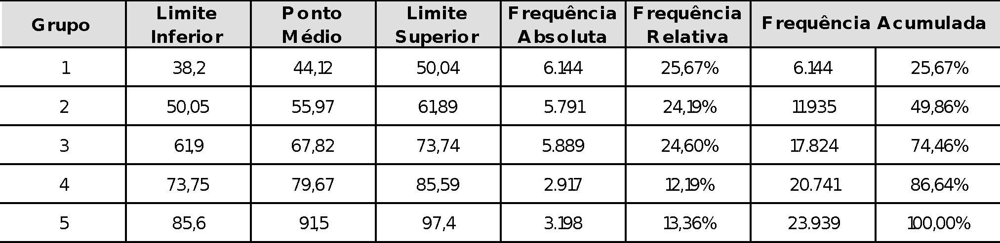 Grupo Limite Inferior Ponto Médio Limite Superior Frequência Absoluta Frequência Relativa Frequência Acumulada
1 38,2 44,12 50,04 6.144 25,67% 6.144 25,67%
2 50,05 55,97 61,89 5.791 24,19% 11.935 49,86%
3 61,9 67,82 73,74 5.889 24,60% 17.824 74,46%
4 73,75 79,67 85,59 2.917 12,19% 20.741 86,64%
5 85,6 91,5 97,4 3.198 13,36% 23.939 100,00%